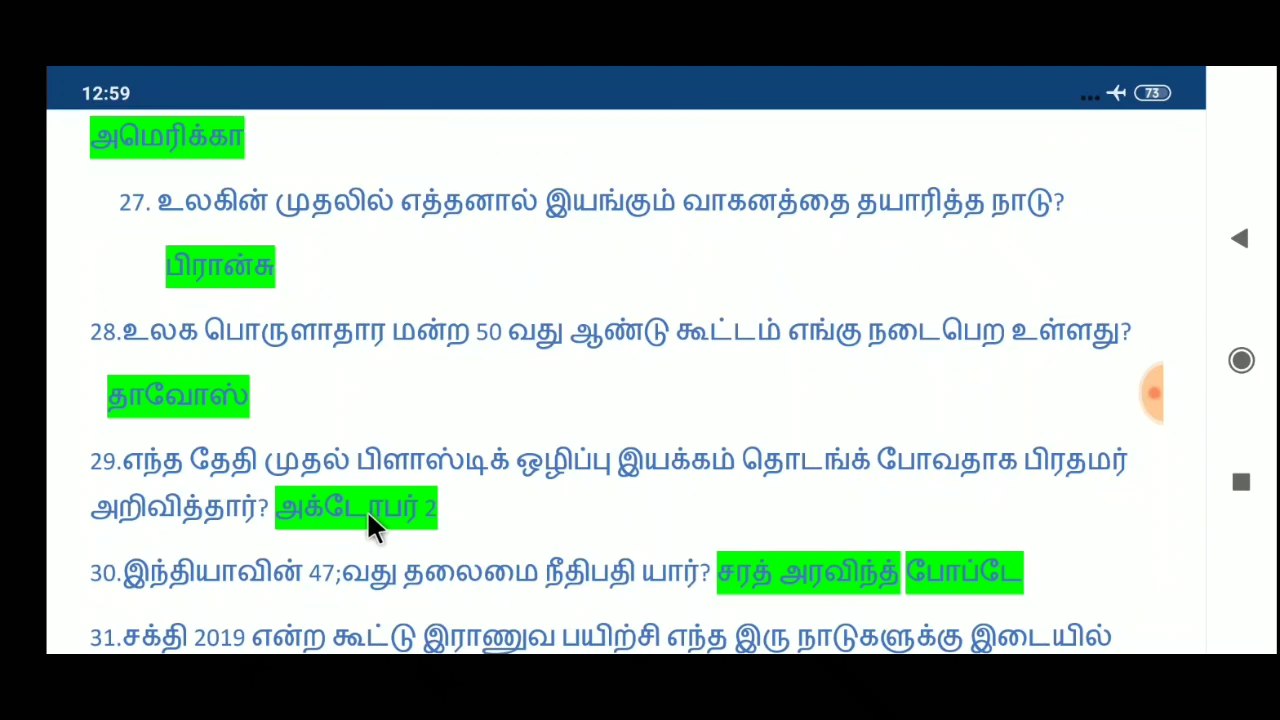 12:59
73
அமெரிக்கா
27. உலகின் முதலில் எத்தனால் இயங்கும் வாகனத்தை தயாரித்த நாடு?
பிரான்சு
28.உலக பொருளாதார மன்ற 50 வது ஆண்டு கூட்டம் எங்கு நடைபெற உள்ளது?
தாவோஸ்
29.எந்த தேதி முதல் பிளாஸ்டிக் ஒழிப்பு இயக்கம் தொடங்க் போவதாக பிரதமர்
அறிவித்தார்? அக்டோபர் 2
30.இந்தியாவின் 47;வது தலைமை நீதிபதி யார்? சரத் அரவிந்த் போப்டே
31.சக்தி 2019 என்ற கூட்டு இராணுவ பயிற்சி எந்த இரு நாடுகளுக்கு இடையில்